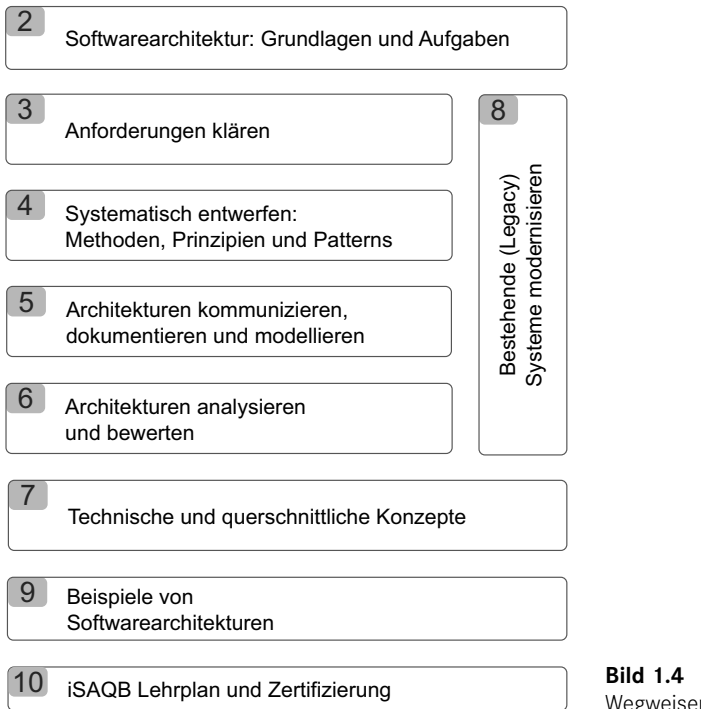 2
Softwarearchitektur: Grundlagen und Aufgaben
3
Anforderungen klären
8
Bestehende (Legacy)
Systeme modernisieren
4
Systematisch entwerfen:
Methoden, Prinzipien und Patterns
5
Architekturen kommunizieren,
dokumentieren und modellieren
6
Architekturen analysieren
und bewerten
7
Technische und querschnittliche Konzepte
9
Beispiele von
Softwarearchitekturen
10
iSAQB Lehrplan und Zertifizierung
Bild 1.4
Wegweiser